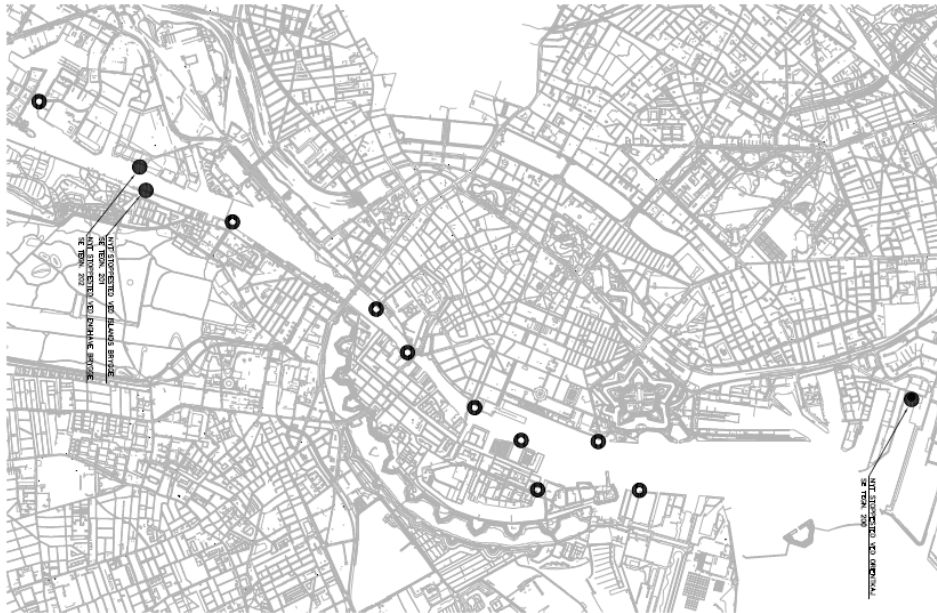 NYT STOPPESTED VED ISLANDS BRYGGE
SE TEGN. 201
NYT STOPPESTED VED ENGHAVE BRYGGE
SE TEGN. 202
NYT STOPPESTED VED ORIENTKAJ
SE TEGN. 200